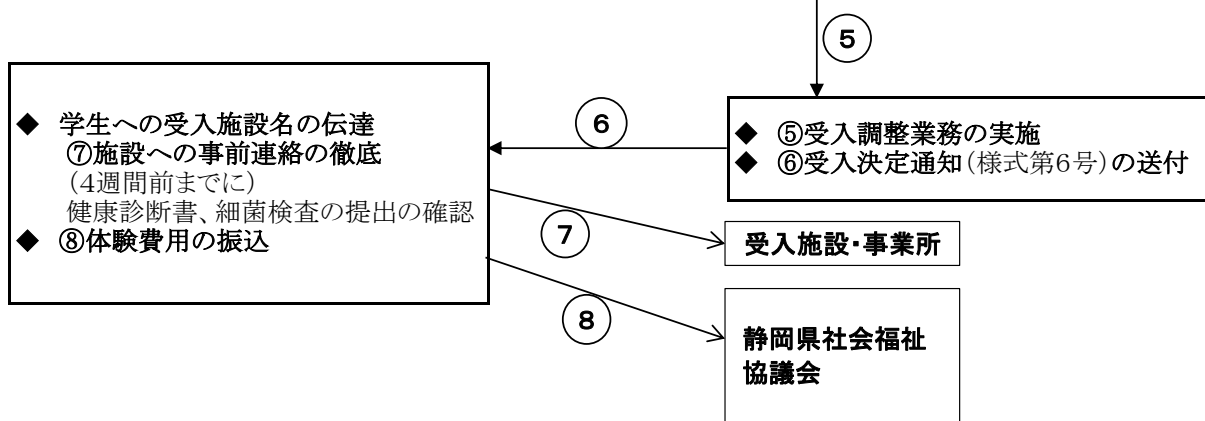 ⑤
◆ 学生への受入施設名の伝達
⑦施設への事前連絡の徹底
(4週間前までに)
健康診断書、細菌検査の提出の確認
◆ ⑧体験費用の振込
⑥
◆ ⑤受入調整業務の実施
◆ ⑥受入決定通知(様式第6号)の送付
⑦
受入施設・事業所
⑧
静岡県社会福祉
協議会